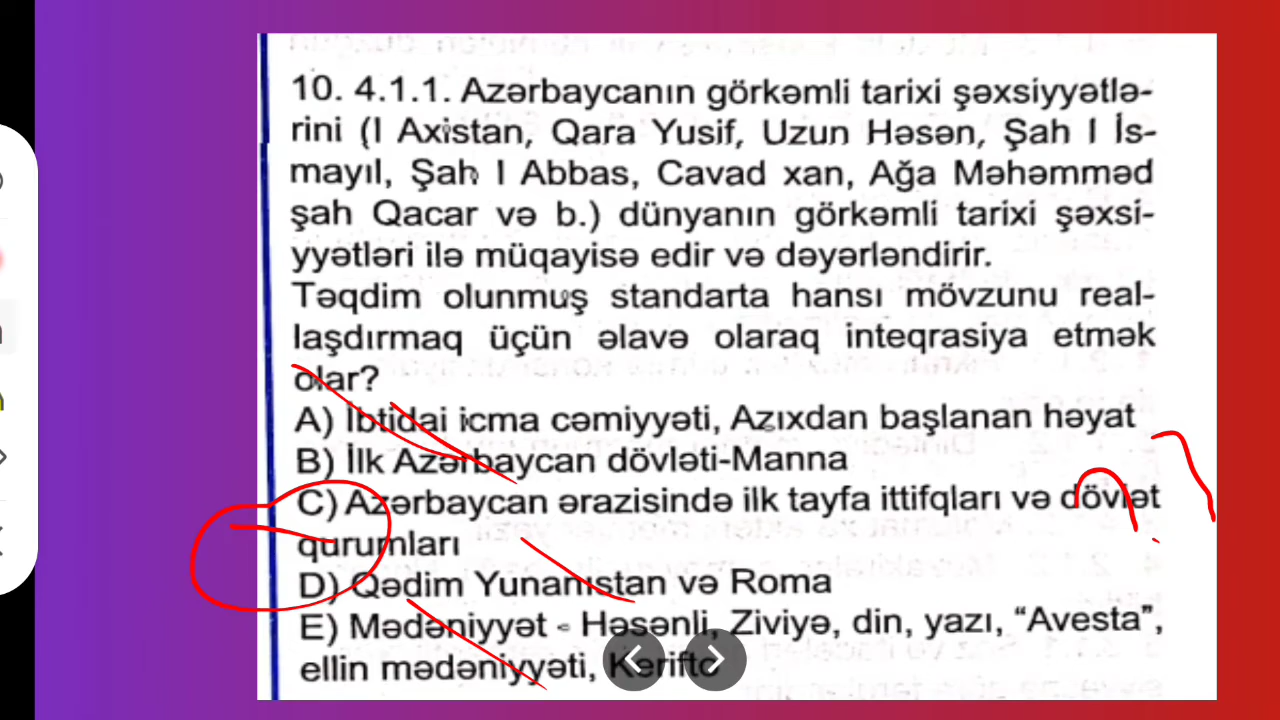 10. 4.1.1. Azərbaycanın görkəmli tarixi şəxsiyyətlə-
rini (I Axistan, Qara Yusif, Uzun Həsən, Şah I İs-
mayıl, Şah I Abbas, Cavad xan, Ağa Məhəmməd
şah Qacar və b.) dünyanın görkəmli tarixi şəxsi-
yyətləri ilə müqayisə edir və dəyərləndirir.
Təqdim olunmuş standarta hansı mövzunu real-
laşdırmaq üçün əlavə olaraq inteqrasiya etmək
olar?
A) İbtidai icma cəmiyyəti, Azıxdan başlanan həyat
B) İlk Azərbaycan dövləti-Manna
C) Azərbaycan ərazisində ilk tayfa ittifqları və dövlət
qurumları
D) Qədim Yunanıstan və Roma
E) Mədəniyyət - Həsənli, Ziviyə, din, yazı, “Avesta”,
ellin mədəniyyəti, Kerifto